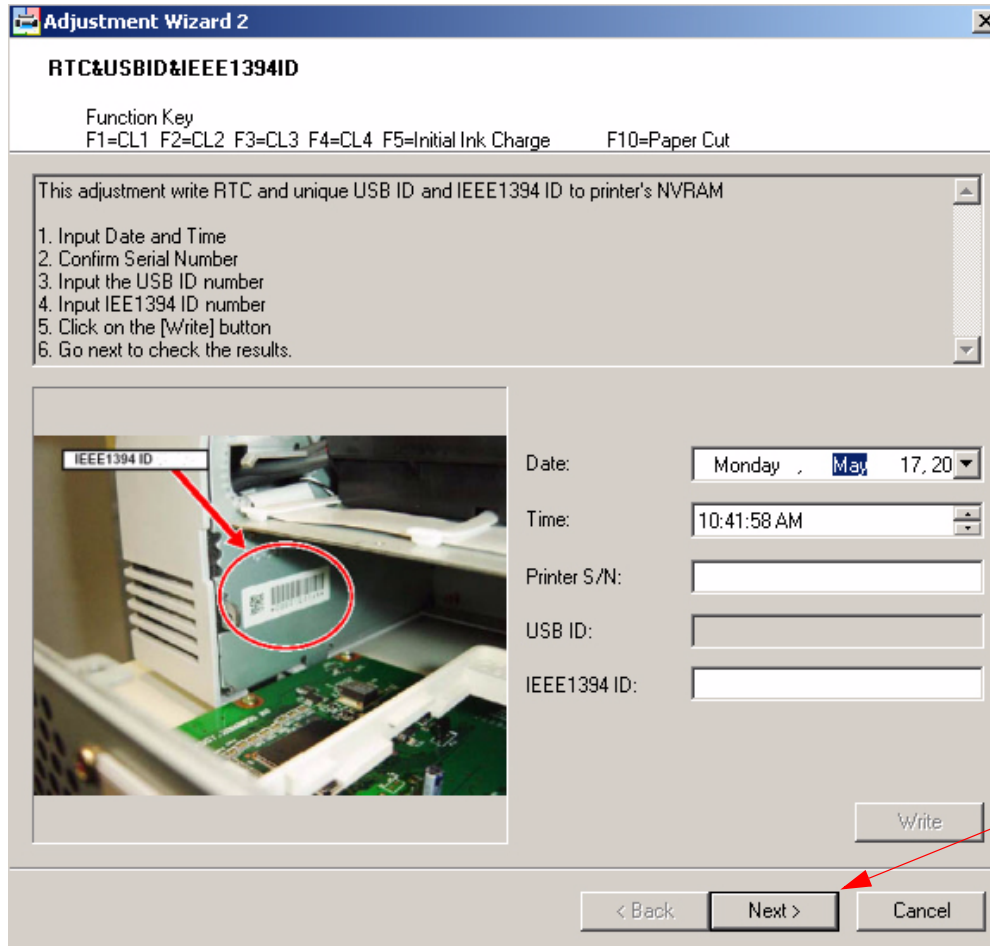 Adjustment Wizard 2
RTC&USBID&IEEE1394ID
Function Key
F1=CL1 F2=CL2 F3=CL3 F4=CL4 F5=Initial Ink Charge F10=Paper Cut
This adjustment write RTC and unique USB ID and IEEE1394 ID to printer's NVRAM
1. Input Date and Time
2. Confirm Serial Number
3. Input the USB ID number
4. Input IEE1394 ID number
5. Click on the [Write] button
6. Go next to check the results.
IEEE1394 ID
Date: Monday , May 17, 20
Time: 10:41:58 AM
Printer S/N:
USB ID:
IEEE1394 ID:
Write
< Back Next > Cancel